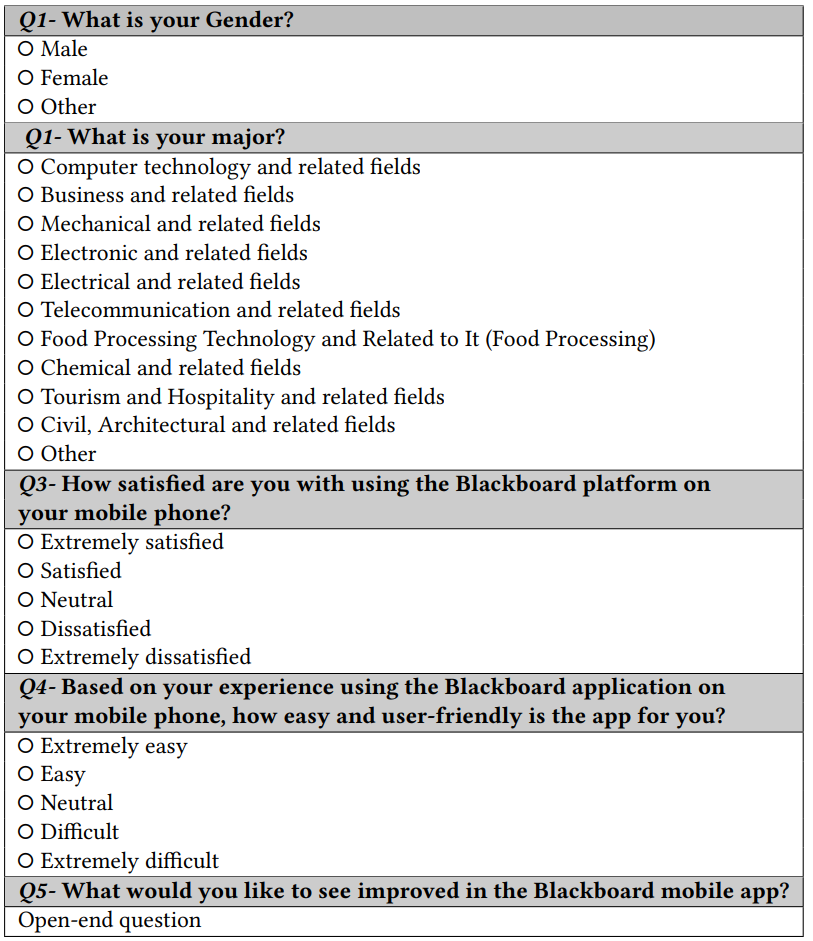 Q1- What is your Gender?
O Male
O Female
O Other
Q1- What is your major?
O Computer technology and related fields
O Business and related fields
O Mechanical and related fields
O Electronic and related fields
O Electrical and related fields
O Telecommunication and related fields
O Food Processing Technology and Related to It (Food Processing)
O Chemical and related fields
O Tourism and Hospitality and related fields
O Civil, Architectural and related fields
O Other
Q3- How satisfied are you with using the Blackboard platform on
your mobile phone?
O Extremely satisfied
O Satisfied
O Neutral
O Dissatisfied
O Extremely dissatisfied
Q4- Based on your experience using the Blackboard application on
your mobile phone, how easy and user-friendly is the app for you?
O Extremely easy
O Easy
O Neutral
O Difficult
O Extremely difficult
Q5- What would you like to see improved in the Blackboard mobile app?
Open-end question